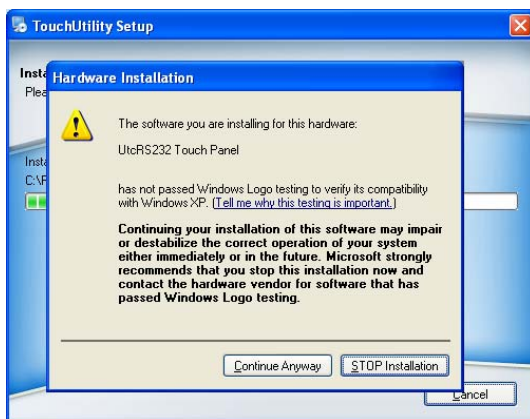 TouchUtility Setup
Insta
Plea
Hardware Installation
The software you are installing for this hardware:
UtcRS232 Touch Panel
has not passed Windows Logo testing to verify its compatibility
with Windows XP. (Tell me why this testing is important.)
Continuing your installation of this software may impair
or destabilize the correct operation of your system
either immediately or in the future. Microsoft strongly
recommends that you stop this installation now and
contact the hardware vendor for software that has
passed Windows Logo testing.
Insta
C:\P
Continue Anyway
STOP Installation
Cancel